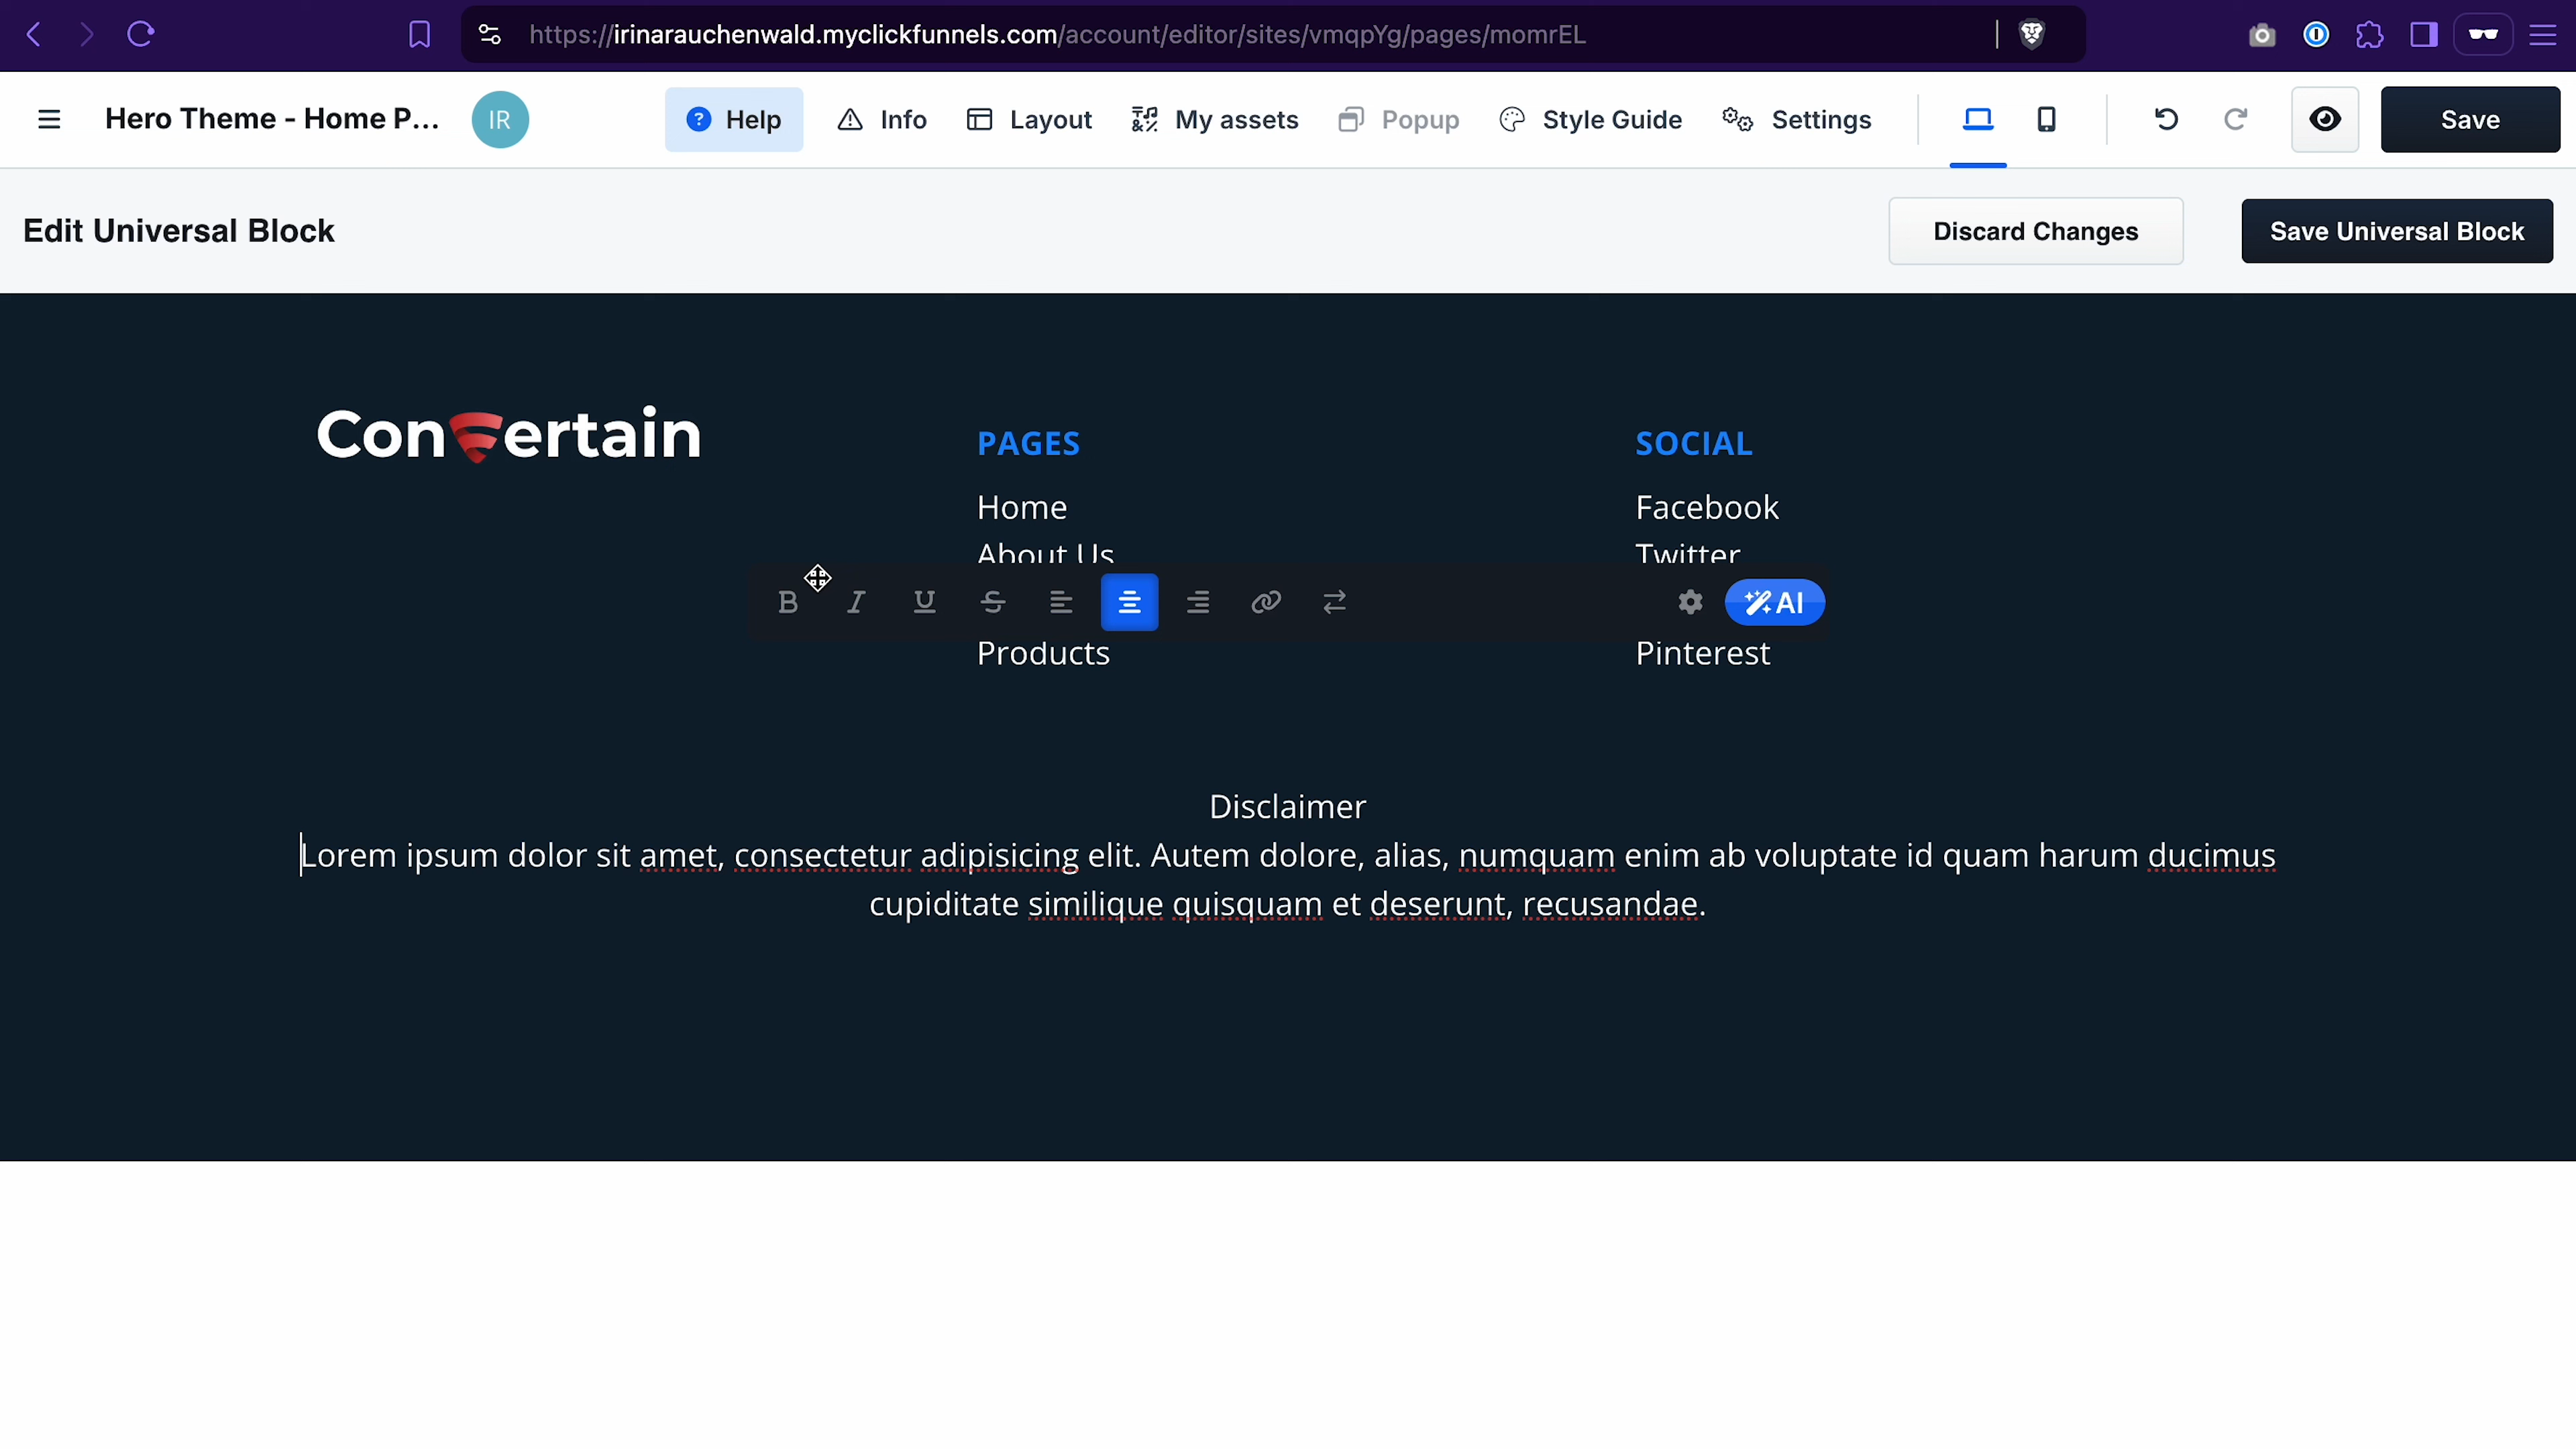 https://irinarauchenwald.myclickfunnels.com/account/editor/sites/vmqpYg/pages/momrEL
Hero Theme - Home P... IR Help Info Layout My assets Popup Style Guide Settings Save
Edit Universal Block Discard Changes Save Universal Block
Convertain
PAGES
Home
About Us
Products
SOCIAL
Facebook
Twitter
Pinterest
B I U S AI
Disclaimer
Lorem ipsum dolor sit amet, consectetur adipisicing elit. Autem dolore, alias, numquam enim ab voluptate id quam harum ducimus
cupiditate similique quisquam et deserunt, recusandae.